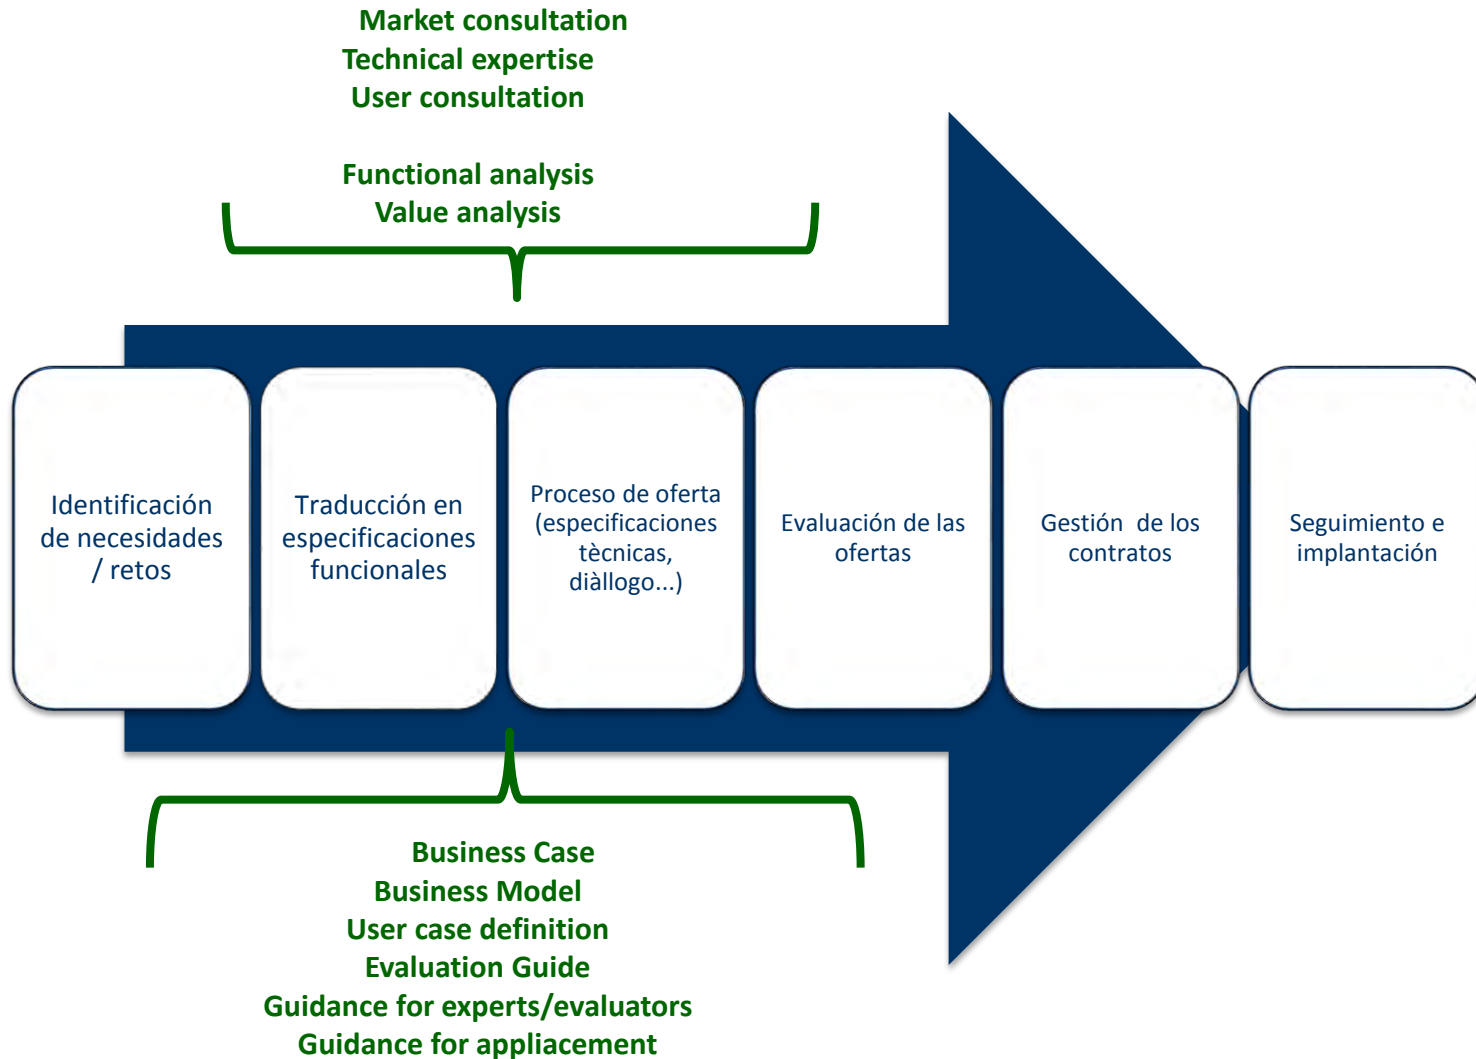 Market consultation
Technical expertise
User consultation
Functional analysis
Value analysis
Identificación
de necesidades
/ retos
Traducción en
especificaciones
funcionales
Proceso de oferta
(especificaciones
tècnicas,
diàllogo...)
Evaluación de las
ofertas
Gestión de los
contratos
Seguimiento e
implantación
Business Case
Business Model
User case definition
Evaluation Guide
Guidance for experts/evaluators
Guidance for appliacement